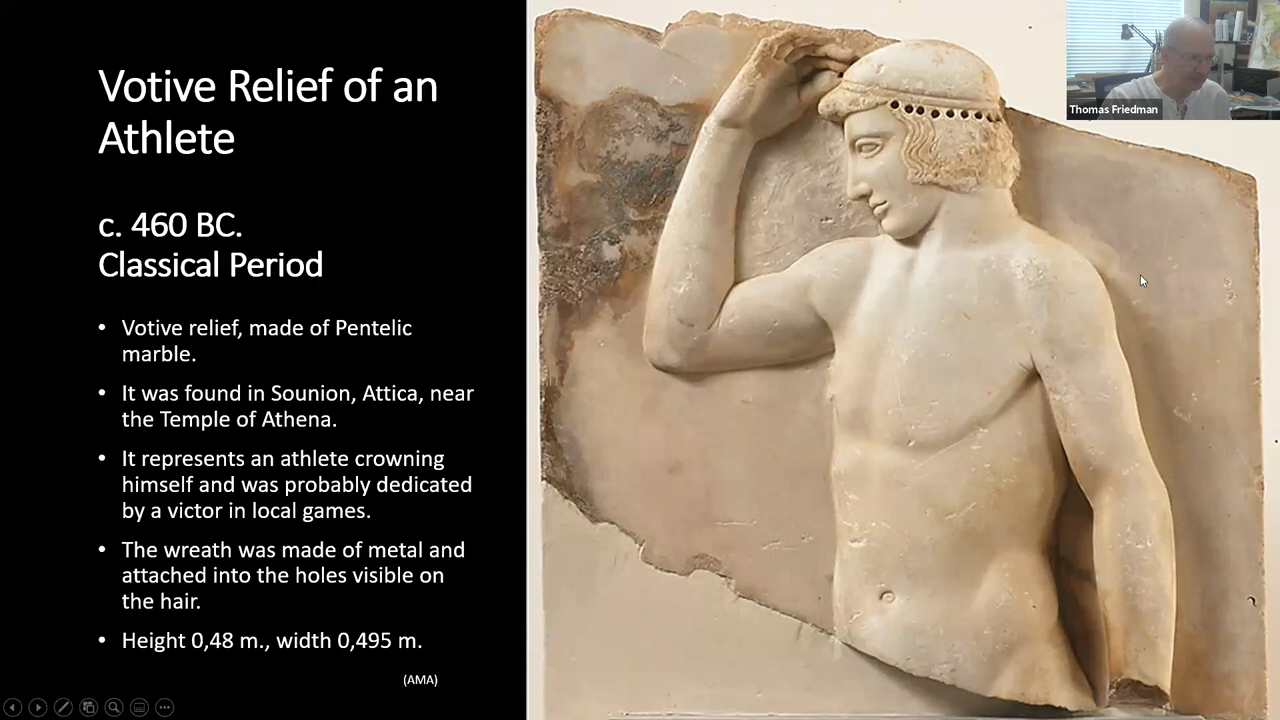 Votive Relief of an
Athlete
c. 460 BC.
Classical Period
• Votive relief, made of Pentelic
marble.
• It was found in Sounion, Attica, near
the Temple of Athena.
• It represents an athlete crowning
himself and was probably dedicated
by a victor in local games.
• The wreath was made of metal and
attached into the holes visible on
the hair.
• Height 0,48 m., width 0,495 m.
(AMA)
Thomas Friedman